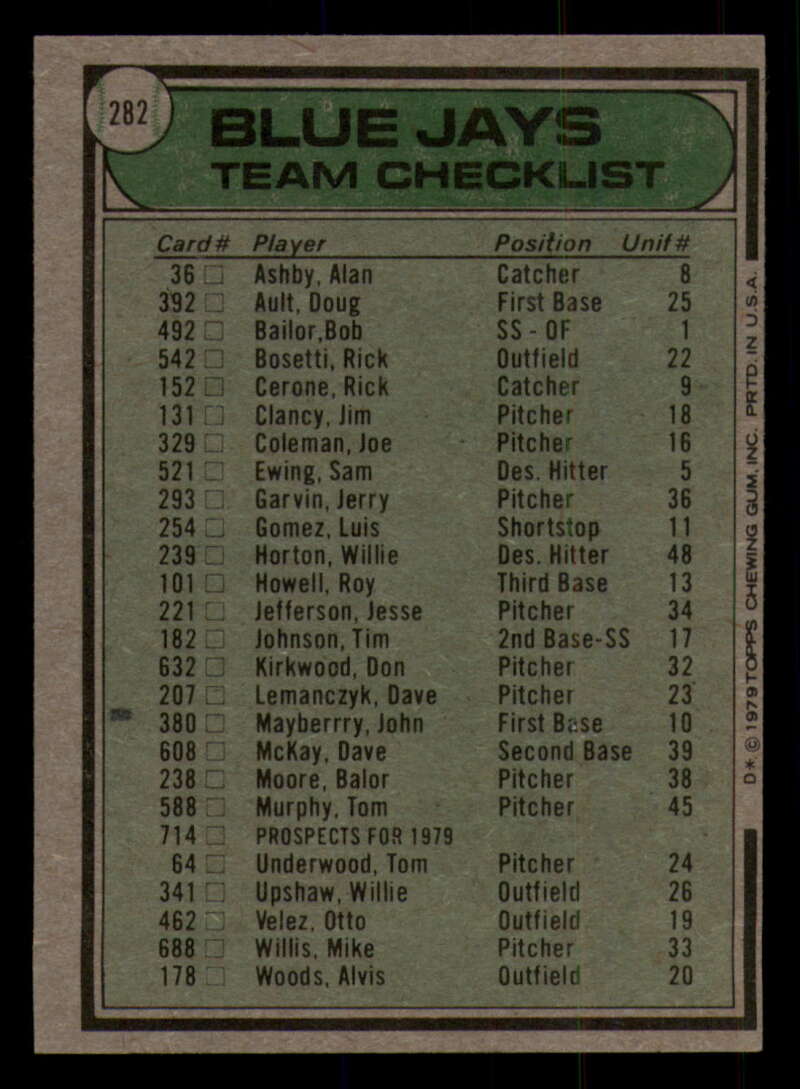 282
BLUE JAYS
TEAM CHECKLIST
Card# Player Position Unif#
36 Ashby, Alan Catcher 8
392 Ault, Doug First Base 25
492 Bailor,Bob SS - OF 1
542 Bosetti, Rick Outfield 22
152 Cerone, Rick Catcher 9
131 Clancy, Jim Pitcher 18
329 Coleman, Joe Pitcher 16
521 Ewing, Sam Des. Hitter 5
293 Garvin, Jerry Pitcher 36
254 Gomez, Luis Shortstop 11
239 Horton, Willie Des. Hitter 48
101 Howell, Roy Third Base 13
221 Jefferson, Jesse Pitcher 34
182 Johnson, Tim 2nd Base-SS 17
632 Kirkwood, Don Pitcher 32
207 Lemanczyk, Dave Pitcher 23
380 Mayberrry, John First Base 10
608 McKay, Dave Second Base 39
238 Moore, Balor Pitcher 38
588 Murphy, Tom Pitcher 45
714 PROSPECTS FOR 1979
64 Underwood, Tom Pitcher 24
341 Upshaw, Willie Outfield 26
462 Velez, Otto Outfield 19
688 Willis, Mike Pitcher 33
178 Woods, Alvis Outfield 20
D* © 1979 TOPPS CHEWING GUM, INC. PRTD. IN U.S.A.